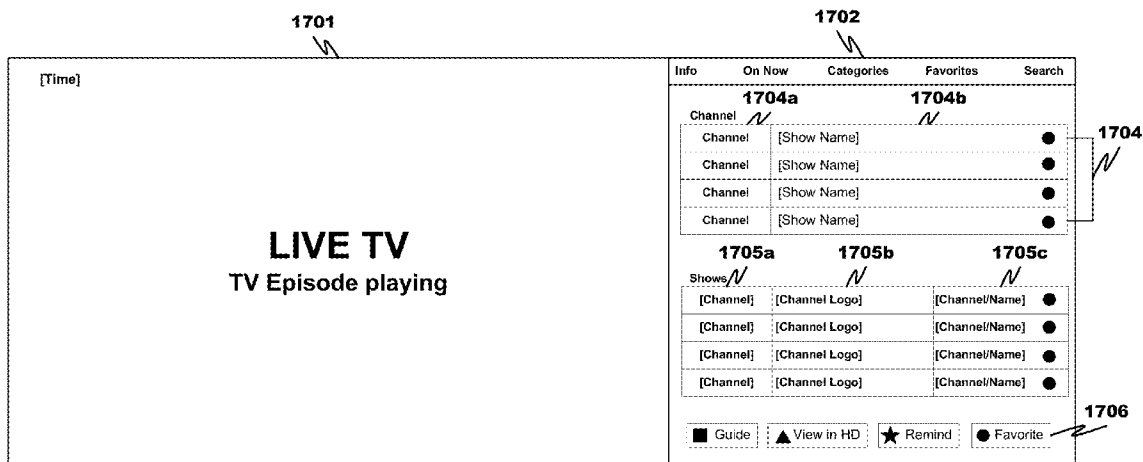 1701
1702
[Time]
Info On Now Categories Favorites Search
1704a 1704b
Channel
Channel [Show Name]
1704
Channel [Show Name]
Channel [Show Name]
Channel [Show Name]
LIVE TV
TV Episode playing
1705a 1705b 1705c
Shows
[Channel] [Channel Logo] [Channel/Name]
[Channel] [Channel Logo] [Channel/Name]
[Channel] [Channel Logo] [Channel/Name]
[Channel] [Channel Logo] [Channel/Name]
1706
Guide View in HD Remind Favorite